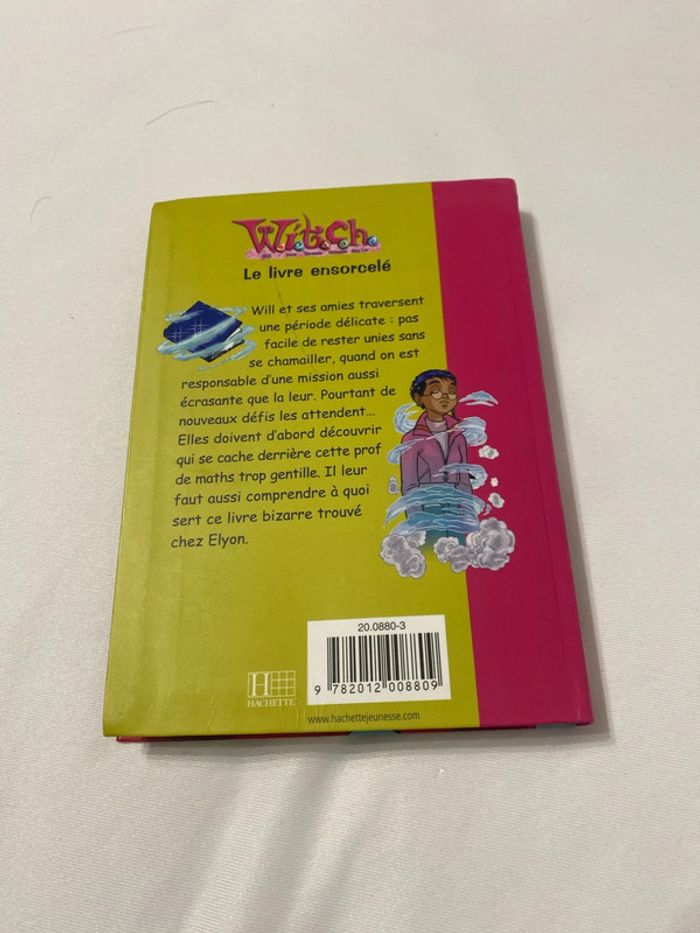 W.i.t.c.h.
Le livre ensorcelé
Will et ses amies traversent
une période délicate : pas
facile de rester unies sans
se chamailler, quand on est
responsable d'une mission aussi
écrasante que la leur. Pourtant de
nouveaux défis les attendent...
Elles doivent d'abord découvrir
qui se cache derrière cette prof
de maths trop gentille. Il leur
faut aussi comprendre à quoi
sert ce livre bizarre trouvé
chez Elyon.
20.0880-3
9 782012 008809
H
HACHETTE
www.hachettejeunesse.com